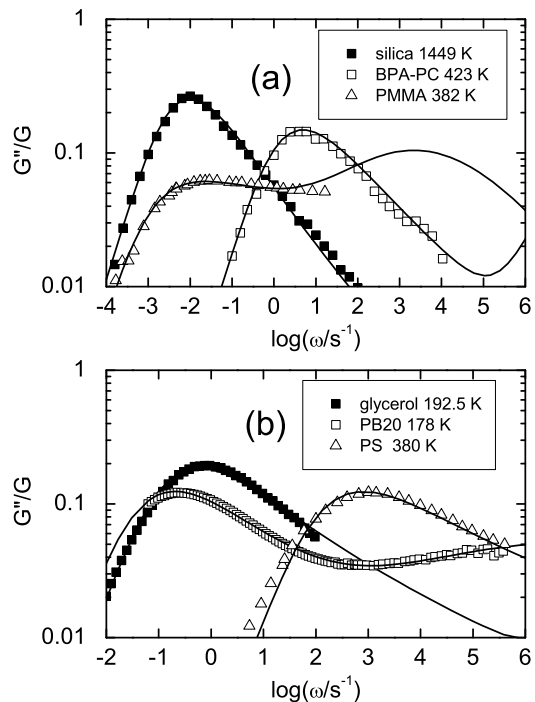 1
(a)
silica 1449 K
BPA-PC 423 K
PMMA 382 K
G''/G
0.1
0.01
-4 -3 -2 -1 0 1 2 3 4 5 6
log(ω/s⁻¹)
1
(b)
glycerol 192.5 K
PB20 178 K
PS 380 K
G''/G
0.1
0.01
-2 -1 0 1 2 3 4 5 6
log(ω/s⁻¹)